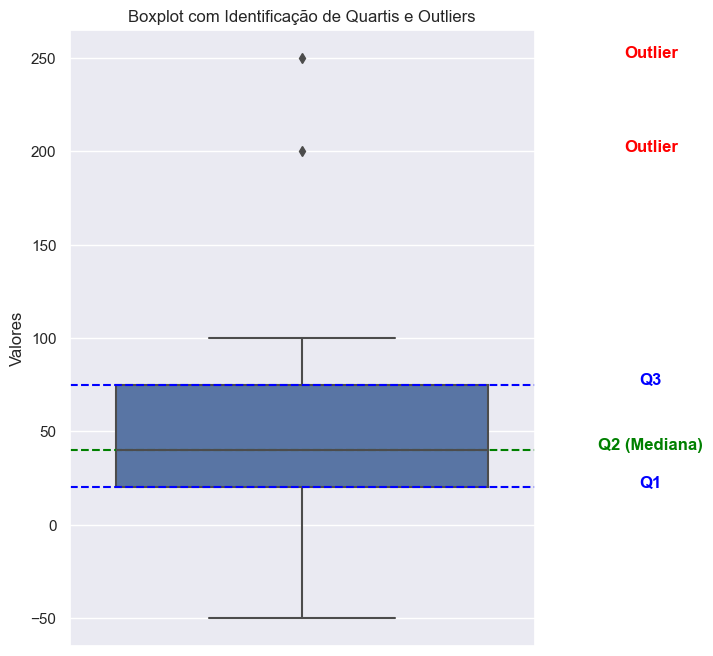 Boxplot com Identificação de Quartis e Outliers
250
Outlier
200
Outlier
150
100
Valores
Q3
50
Q2 (Mediana)
Q1
0
−50